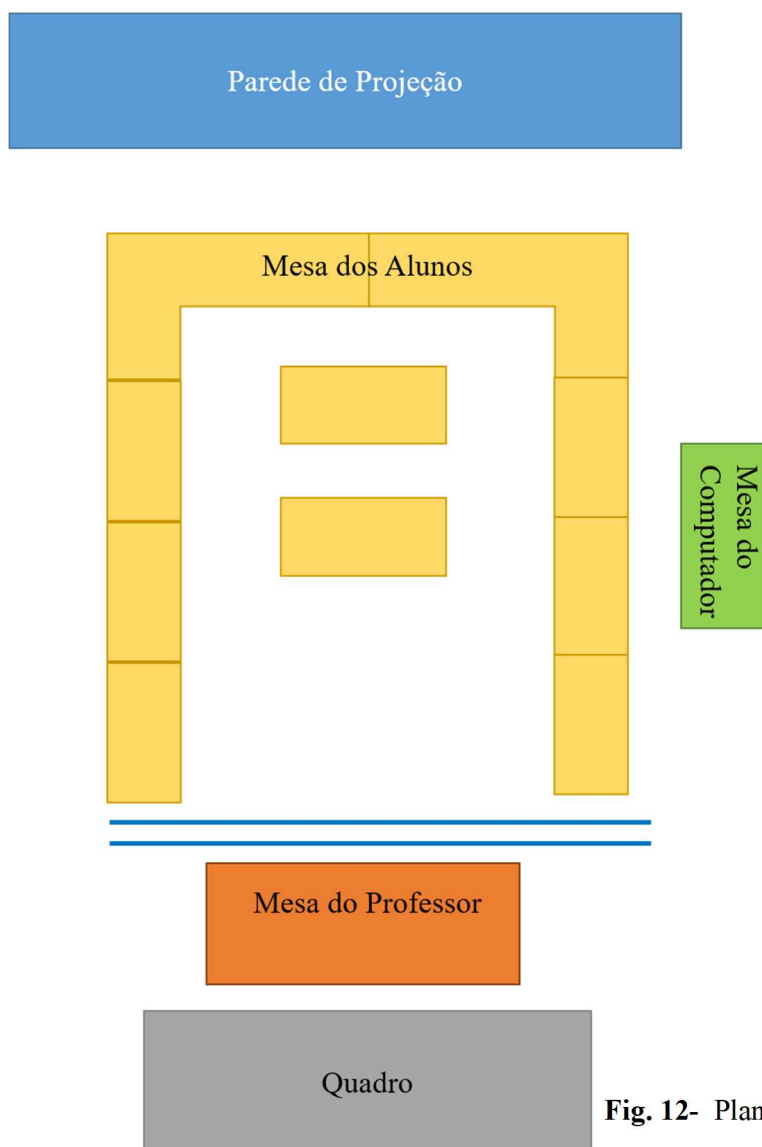 Parede de Projeção
Mesa dos Alunos
Mesa do
Computador
Mesa do Professor
Quadro
Fig. 12- Plan